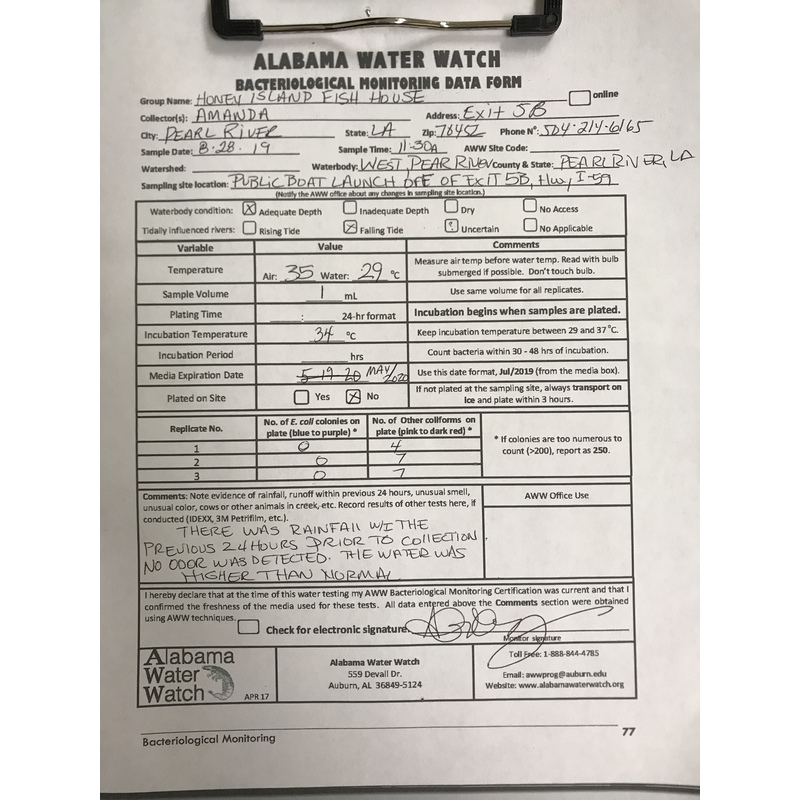 ALABAMA WATER WATCH
BACTERIOLOGICAL MONITORING DATA FORM
Group Name: HONEY ISLAND FISH HOUSE online
Collector(s): AMANDA Address: Exit 5B
City: PEARL RIVER State: LA Zip: 70452 Phone N°: 504-214-6165
Sample Date: 8-28-19 Sample Time: 11:30A AWW Site Code:
Watershed: Waterbody: WEST PEARL RIVER County & State: PEARL RIVER, LA
Sampling site location: PUBLIC BOAT LAUNCH OFF OF EXIT 5B, Hwy I-59
(Notify the AWW office about any changes in sampling site location.)
Waterbody condition: X Adequate Depth Inadequate Depth Dry No Access
Tidally influenced rivers: Rising Tide X Falling Tide ? Uncertain No Applicable
Variable Value Comments
Temperature Air: 35 Water: 29 °C Measure air temp before water temp. Read with bulb submerged if possible. Don't touch bulb.
Sample Volume 1 mL Use same volume for all replicates.
Plating Time : 24-hr format Incubation begins when samples are plated.
Incubation Temperature 34 °C Keep incubation temperature between 29 and 37°C.
Incubation Period hrs Count bacteria within 30 - 48 hrs of incubation.
Media Expiration Date 5-19-20 MAY/2020 Use this date format, Jul/2019 (from the media box).
Plated on Site Yes X No If not plated at the sampling site, always transport on ice and plate within 3 hours.
Replicate No. No. of E. coli colonies on plate (blue to purple) * No. of Other coliforms on plate (pink to dark red) * * If colonies are too numerous to count (>200), report as 250.
1 0 4
2 0 7
3 0 7
Comments: Note evidence of rainfall, runoff within previous 24 hours, unusual smell,
unusual color, cows or other animals in creek, etc. Record results of other tests here, if
conducted (IDEXX, 3M Petrifilm, etc.).
AWW Office Use
THERE WAS RAINFALL W/I THE
PREVIOUS 24 HOURS PRIOR TO COLLECTION.
NO ODOR WAS DETECTED. THE WATER WAS
HIGHER THAN NORMAL
I hereby declare that at the time of this water testing my AWW Bacteriological Monitoring Certification was current and that I
confirmed the freshness of the media used for these tests. All data entered above the Comments section were obtained
using AWW techniques.
Check for electronic signature.
Monitor signature
Alabama
Water
Watch
APR 17
Alabama Water Watch
559 Devall Dr.
Auburn, AL 36849-5124
Toll Free: 1-888-844-4785
Email: awwprog@auburn.edu
Website: www.alabamawaterwatch.org
Bacteriological Monitoring 77